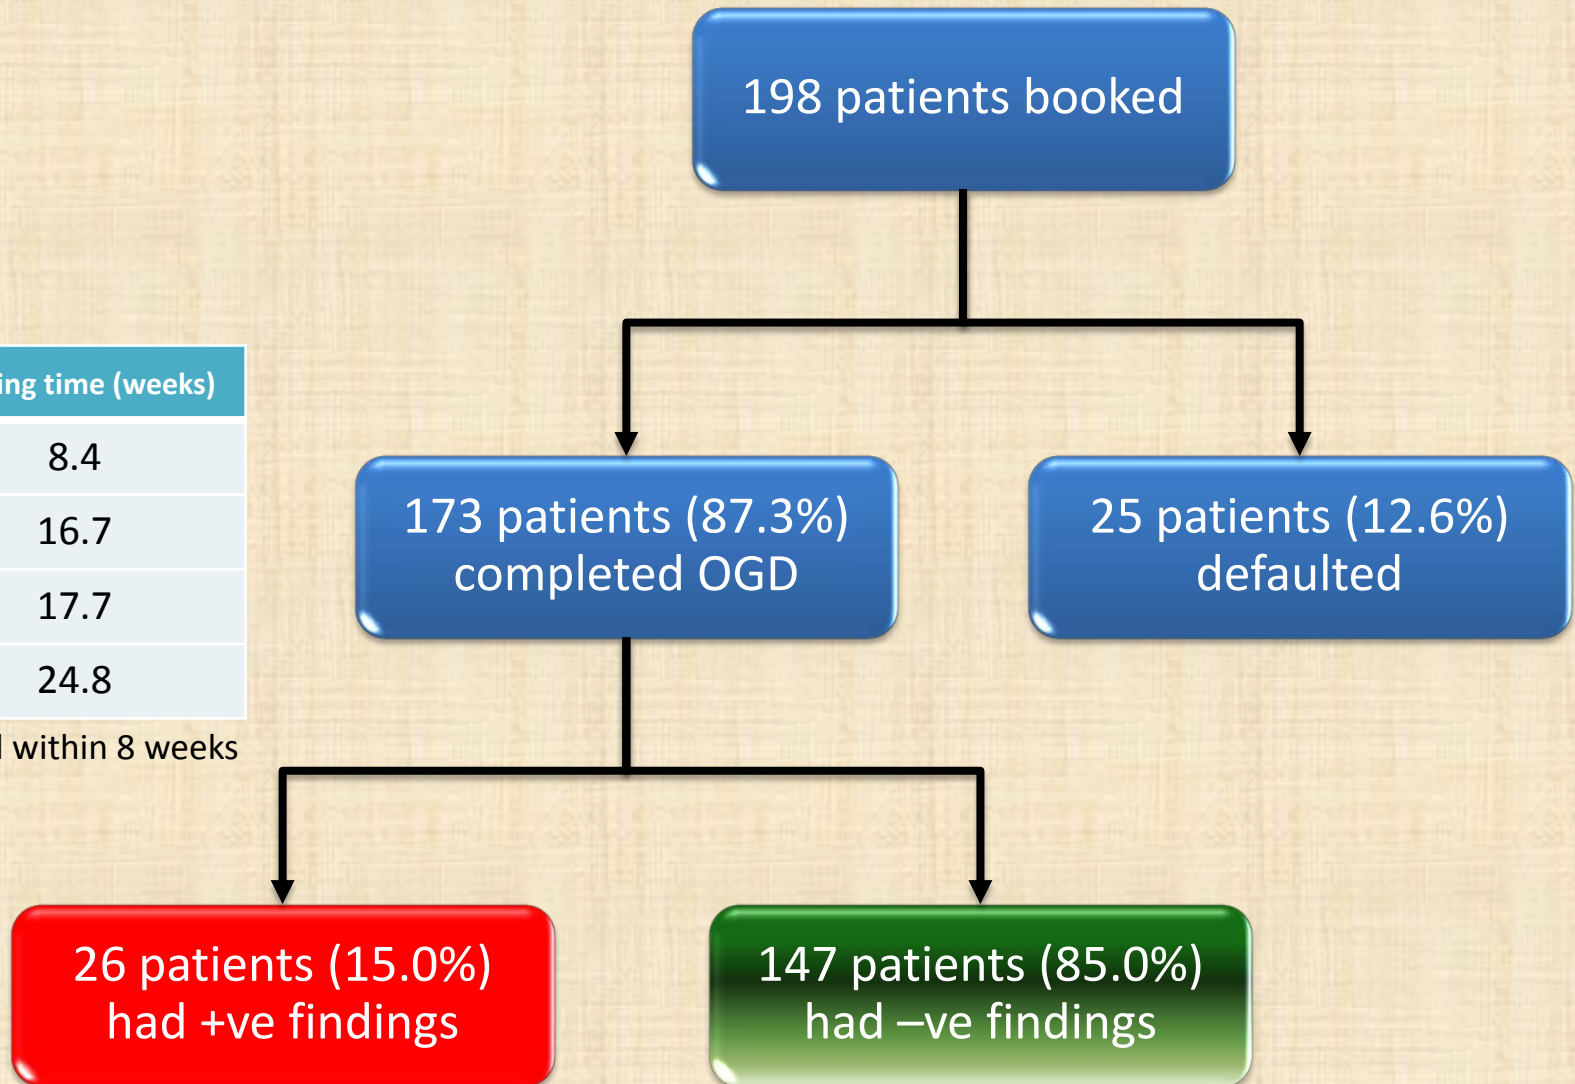 198 patients booked
ing time (weeks)
8.4
16.7
17.7
24.8
within 8 weeks
173 patients (87.3%)
completed OGD
25 patients (12.6%)
defaulted
26 patients (15.0%)
had +ve findings
147 patients (85.0%)
had –ve findings